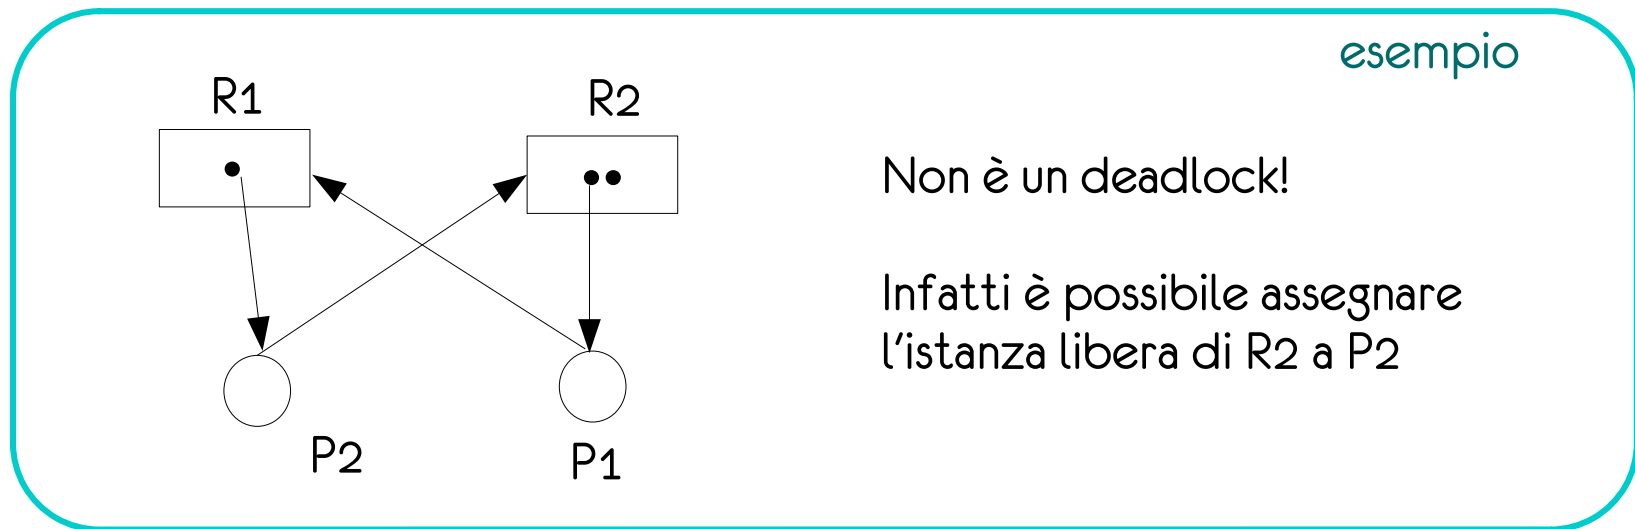 esempio
R1
R2
Non è un deadlock!
Infatti è possibile assegnare
l'istanza libera di R2 a P2
P2
P1